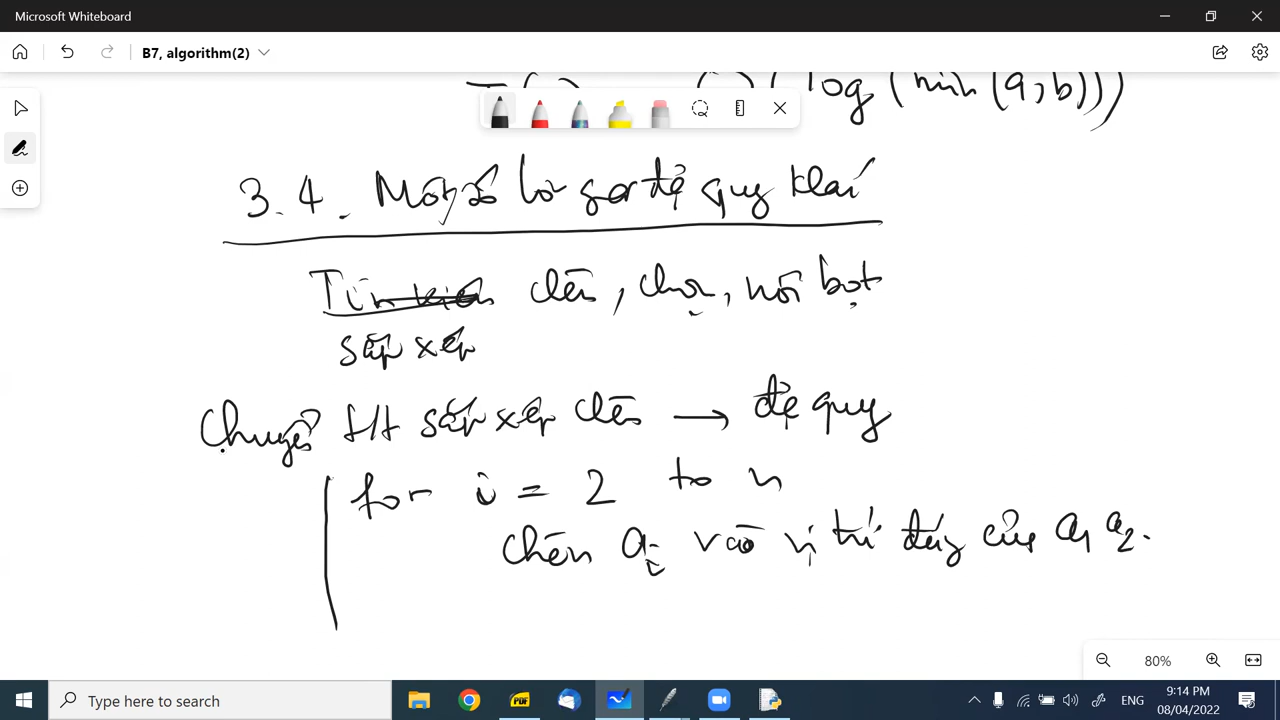 Microsoft Whiteboard
B7, algorithm(2)
log (min (a, b)))
3.4. Một số lời giải đệ quy khác
Tìm kiếm chèn, chọn, nổi bọt
sắp xếp
Chuyển sắp xếp chèn → đệ quy
for i = 2 to n
chèn ai vào vị trí đúng của a1 a2.
80%
Type here to search
PDF
ENG
9:14 PM
08/04/2022